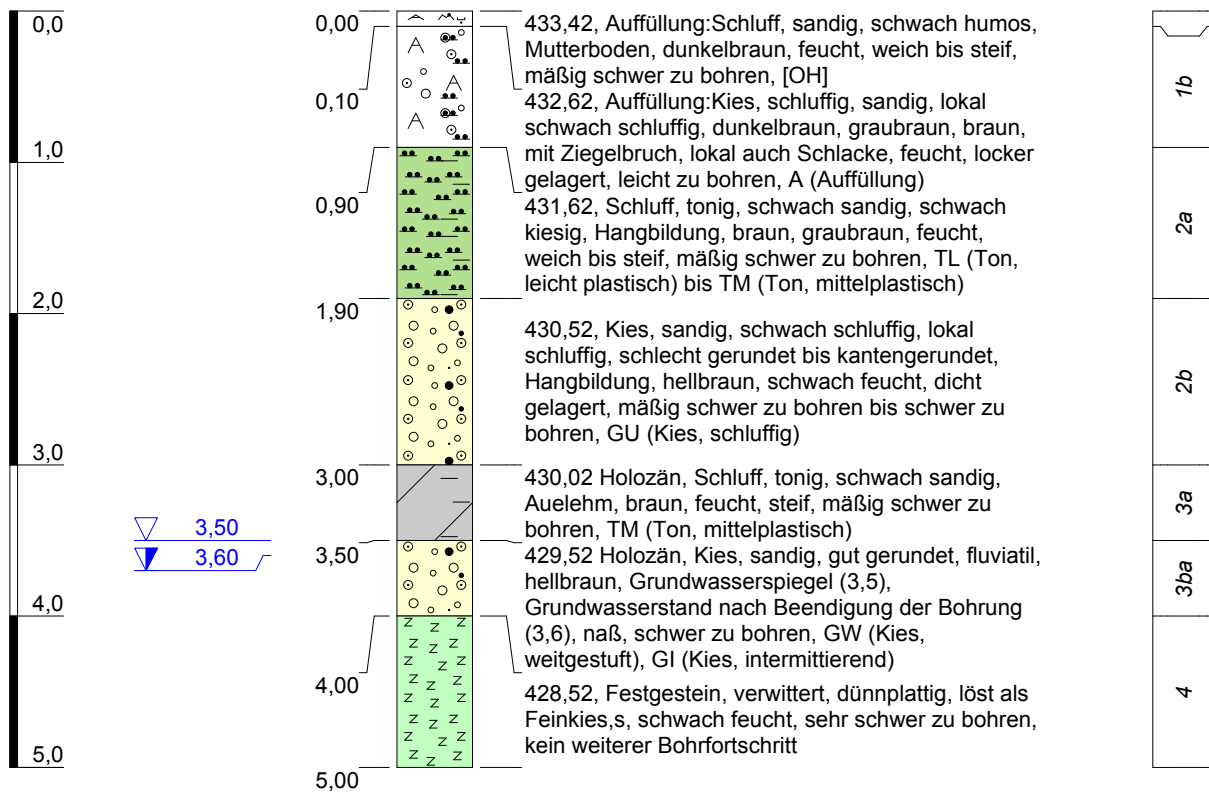 0,0
1,0
2,0
3,0
4,0
5,0
3,50
3,60
0,00
0,10
0,90
1,90
3,00
3,50
4,00
5,00
433,42, Auffüllung:Schluff, sandig, schwach humos,
Mutterboden, dunkelbraun, feucht, weich bis steif,
mäßig schwer zu bohren, [OH]
432,62, Auffüllung:Kies, schluffig, sandig, lokal
schwach schluffig, dunkelbraun, graubraun, braun,
mit Ziegelbruch, lokal auch Schlacke, feucht, locker
gelagert, leicht zu bohren, A (Auffüllung)
431,62, Schluff, tonig, schwach sandig, schwach
kiesig, Hangbildung, braun, graubraun, feucht,
weich bis steif, mäßig schwer zu bohren, TL (Ton,
leicht plastisch) bis TM (Ton, mittelplastisch)
430,52, Kies, sandig, schwach schluffig, lokal
schluffig, schlecht gerundet bis kantengerundet,
Hangbildung, hellbraun, schwach feucht, dicht
gelagert, mäßig schwer zu bohren bis schwer zu
bohren, GU (Kies, schluffig)
430,02 Holozän, Schluff, tonig, schwach sandig,
Auelehm, braun, feucht, steif, mäßig schwer zu
bohren, TM (Ton, mittelplastisch)
429,52 Holozän, Kies, sandig, gut gerundet, fluviatil,
hellbraun, Grundwasserspiegel (3,5),
Grundwasserstand nach Beendigung der Bohrung
(3,6), naß, schwer zu bohren, GW (Kies,
weitgestuft), GI (Kies, intermittierend)
428,52, Festgestein, verwittert, dünnplattig, löst als
Feinkies,s, schwach feucht, sehr schwer zu bohren,
kein weiterer Bohrfortschritt
1b
2a
2b
3a
3ba
4